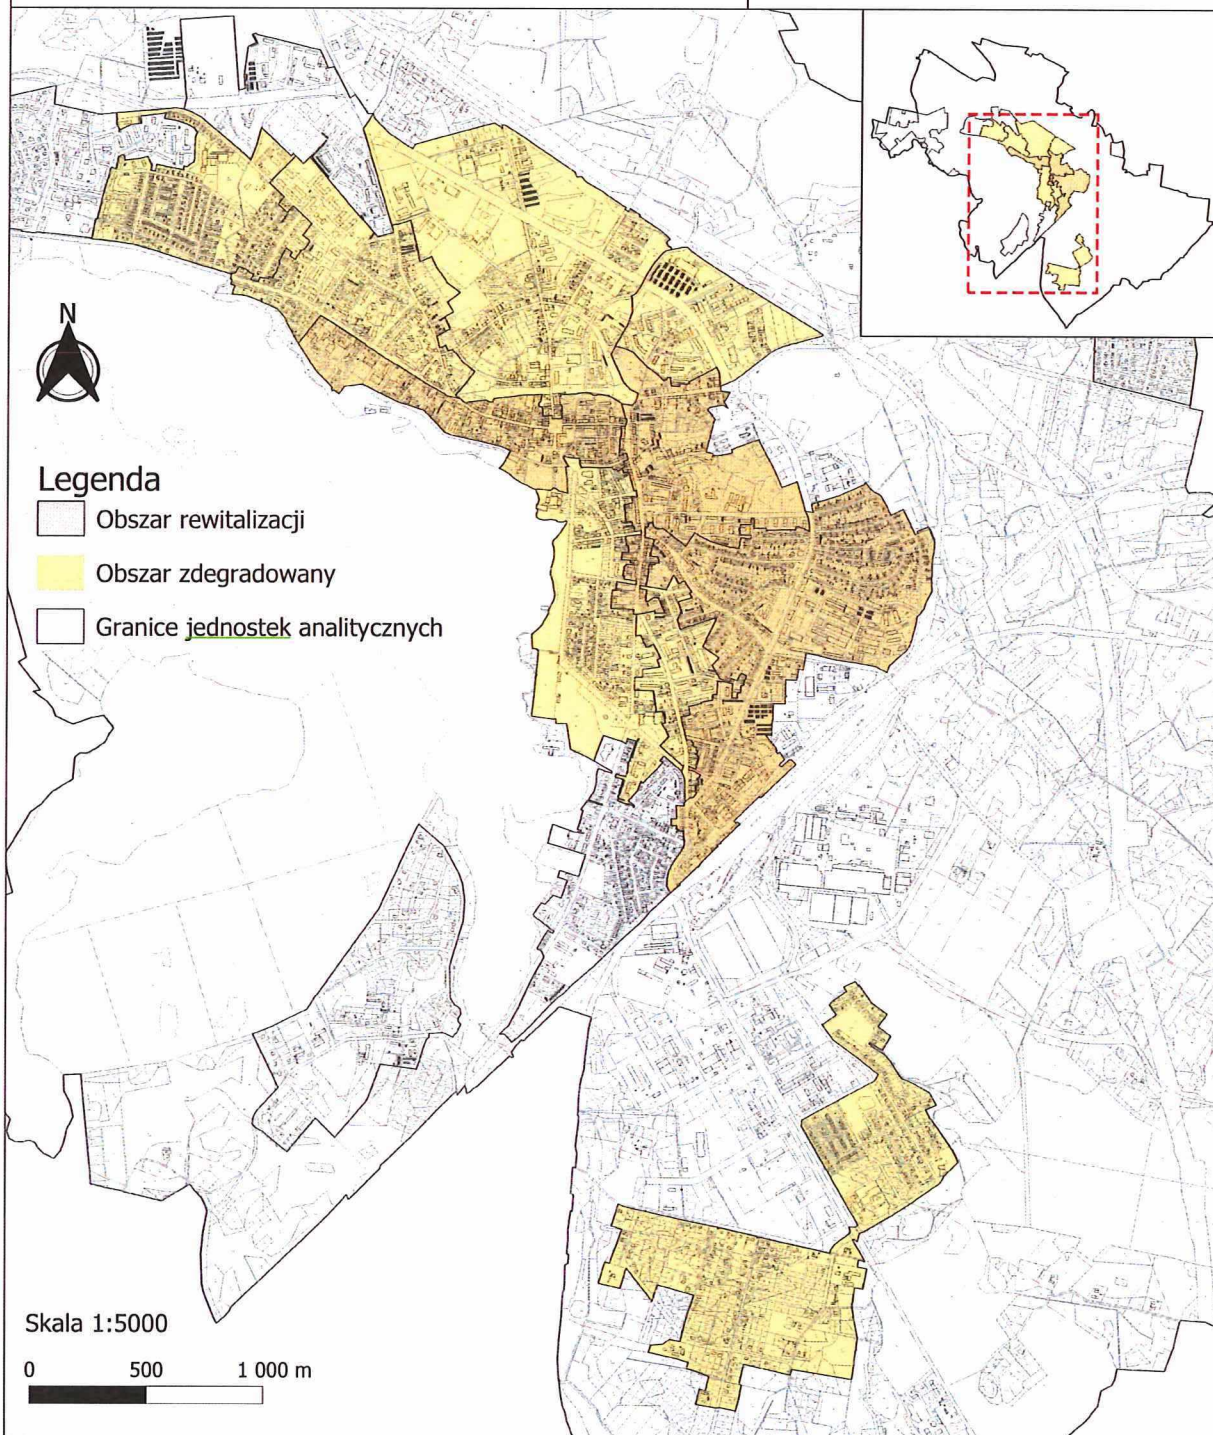 N
Legenda
Obszar rewitalizacji
Obszar zdegradowany
Granice jednostek analitycznych
Skala 1:5000
0 500 1 000 m